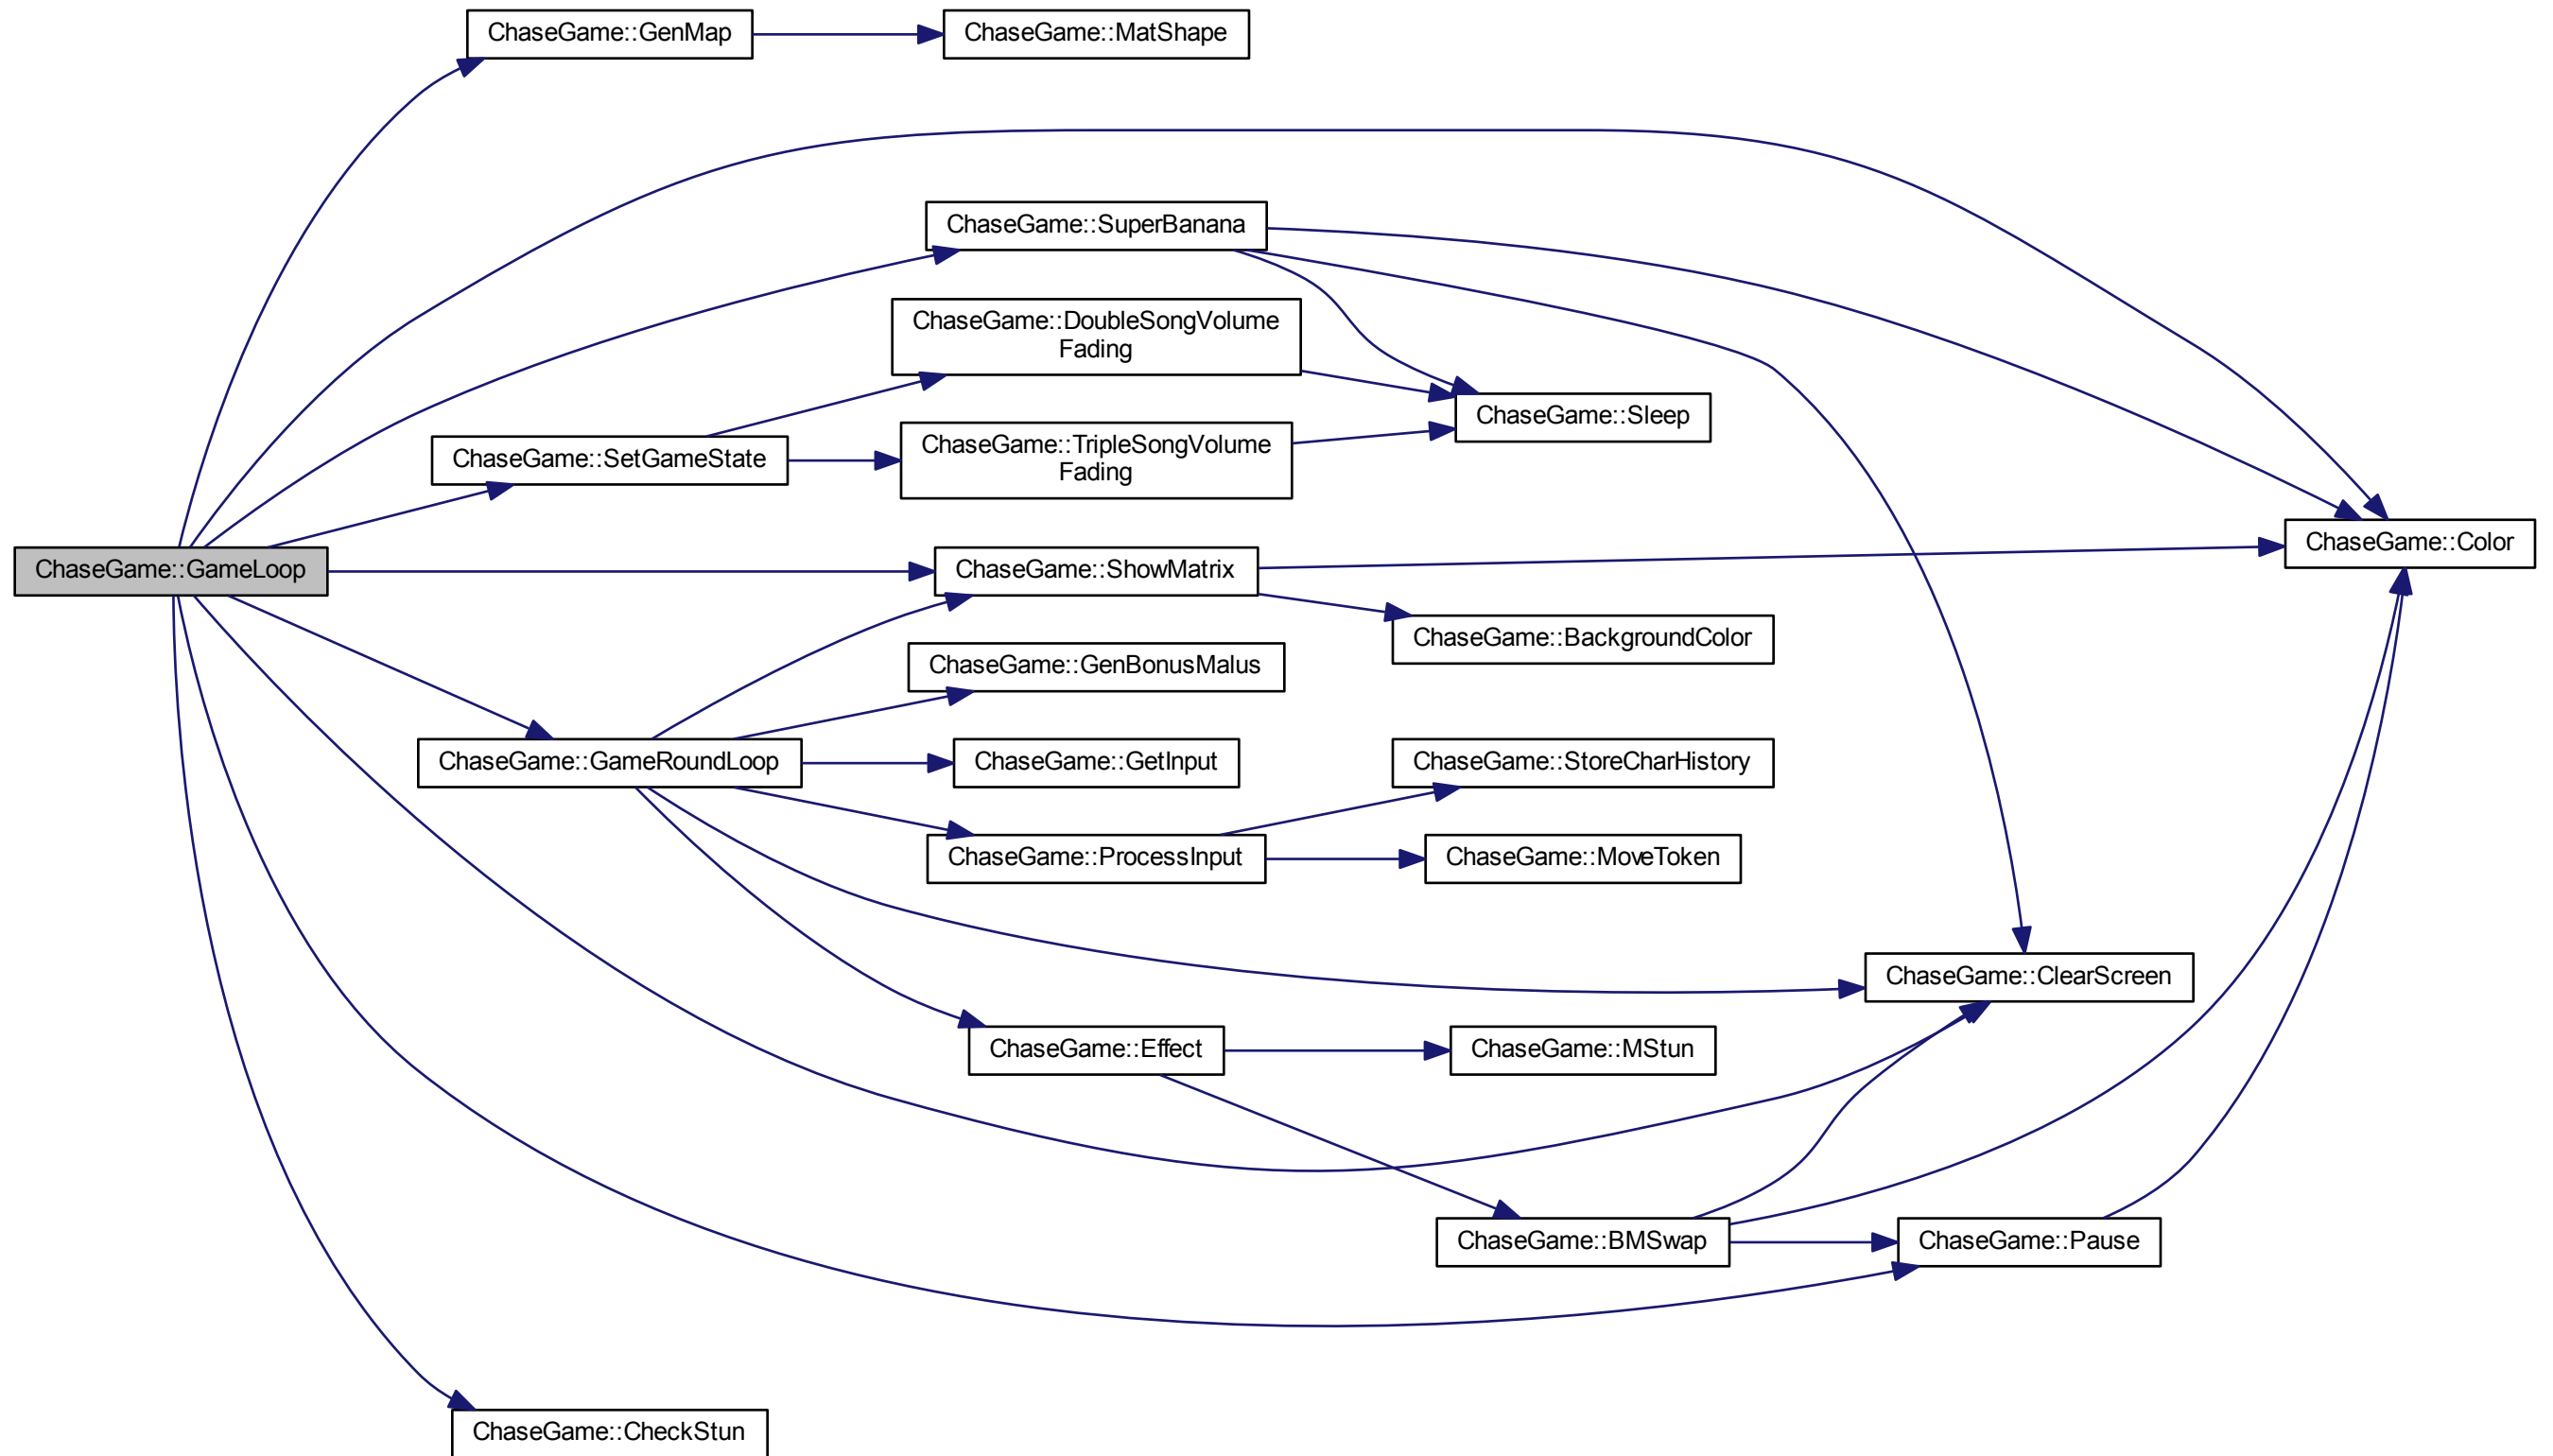 ChaseGame::GenMap
ChaseGame::MatShape
ChaseGame::SuperBanana
ChaseGame::DoubleSongVolume
Fading
ChaseGame::Sleep
ChaseGame::SetGameState
ChaseGame::TripleSongVolume
Fading
ChaseGame::Color
ChaseGame::GameLoop
ChaseGame::ShowMatrix
ChaseGame::BackgroundColor
ChaseGame::GenBonusMalus
ChaseGame::GameRoundLoop
ChaseGame::GetInput
ChaseGame::StoreCharHistory
ChaseGame::ProcessInput
ChaseGame::MoveToken
ChaseGame::ClearScreen
ChaseGame::Effect
ChaseGame::MStun
ChaseGame::BMSwap
ChaseGame::Pause
ChaseGame::CheckStun